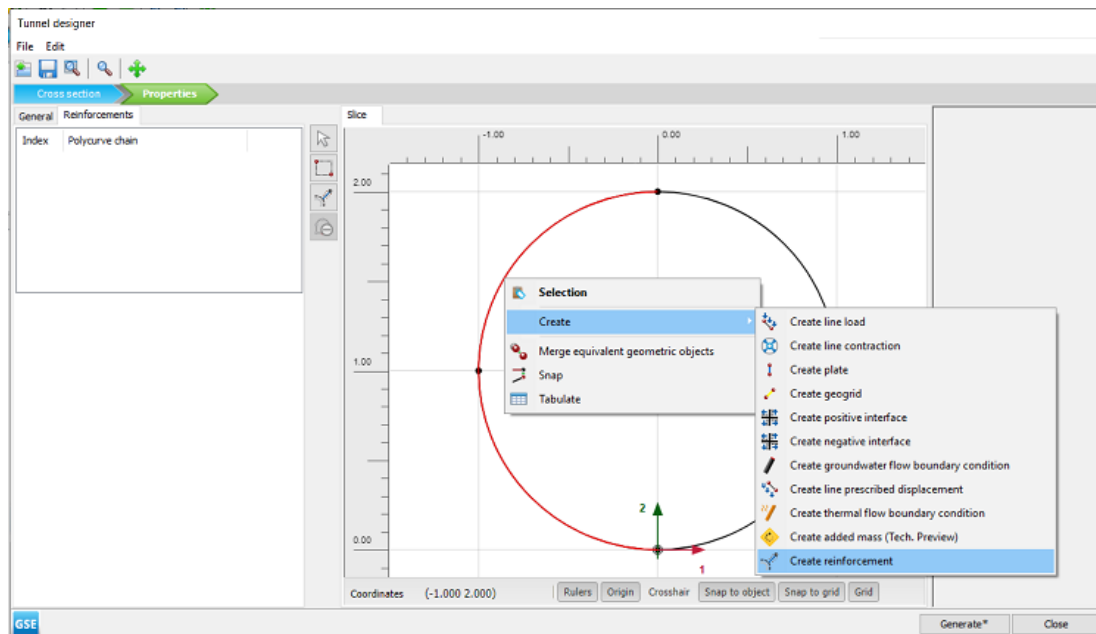 Tunnel designer
File Edit
Cross section Properties
General Reinforcements
Index Polycurve chain
Slice
-1.00 0.00 1.00
2.00
1.00
0.00
Selection
Create
Merge equivalent geometric objects
Snap
Tabulate
Create line load
Create line contraction
Create plate
Create geogrid
Create positive interface
Create negative interface
Create groundwater flow boundary condition
Create line prescribed displacement
Create thermal flow boundary condition
Create added mass (Tech. Preview)
Create reinforcement
2
1
Coordinates (-1.000 2.000) Rulers Origin Crosshair Snap to object Snap to grid Grid
GSE Generate* Close